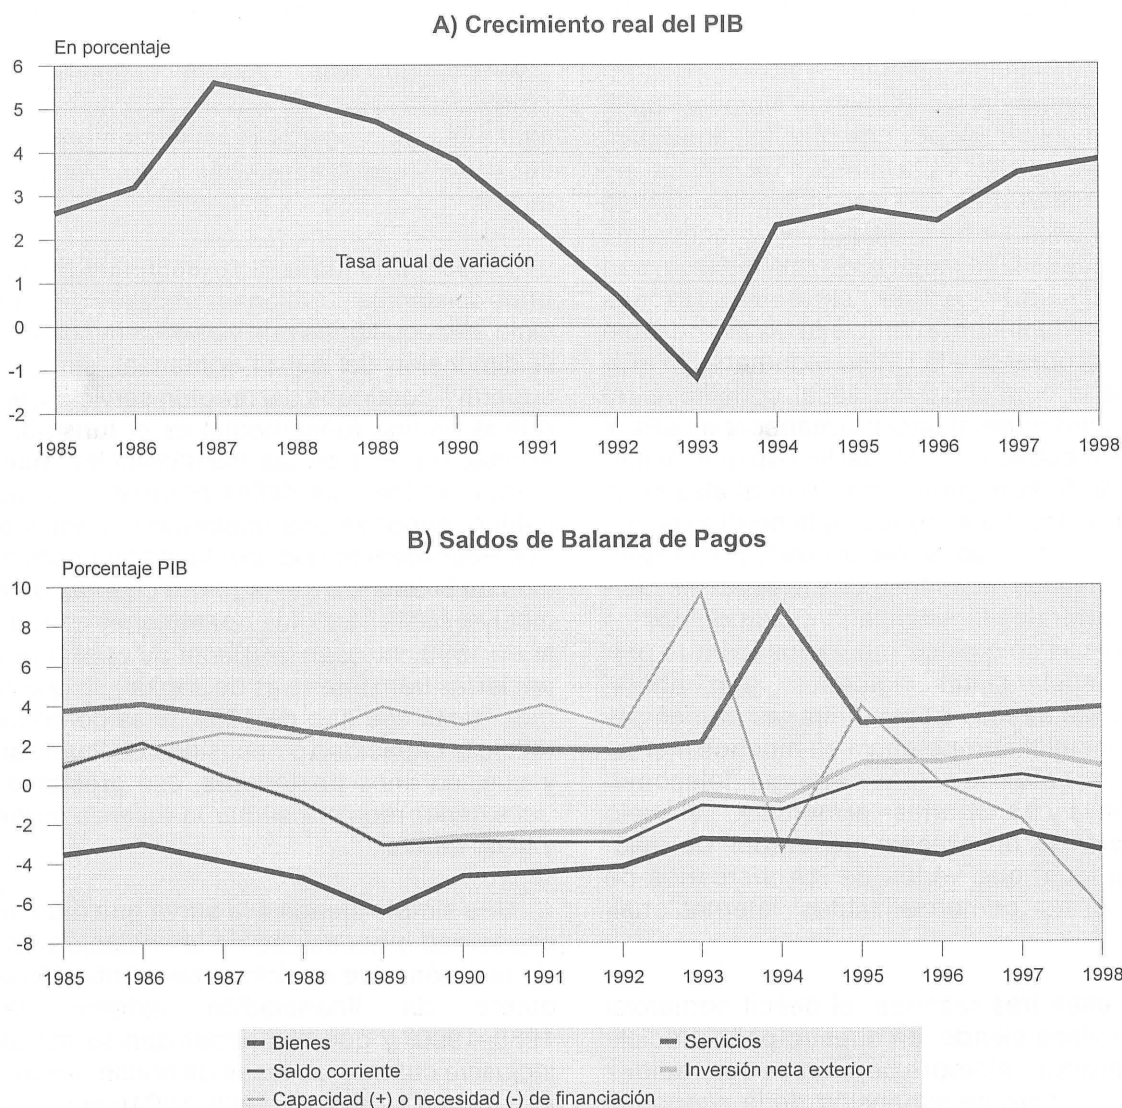 A) Crecimiento real del PIB
En porcentaje
6
5
4
3
2
1
0
-1
-2
Tasa anual de variación
1985 1986 1987 1988 1989 1990 1991 1992 1993 1994 1995 1996 1997 1998
B) Saldos de Balanza de Pagos
Porcentaje PIB
10
8
6
4
2
0
-2
-4
-6
-8
1985 1986 1987 1988 1989 1990 1991 1992 1993 1994 1995 1996 1997 1998
Bienes Servicios
Saldo corriente Inversión neta exterior
Capacidad (+) o necesidad (-) de financiación